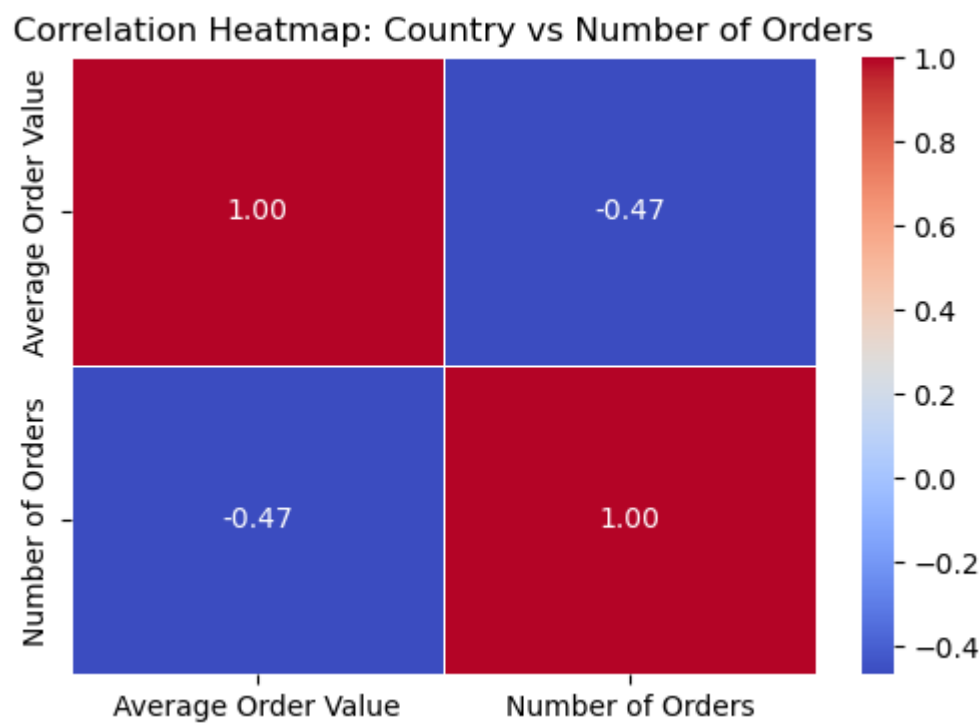 Correlation Heatmap: Country vs Number of Orders
Average Order Value
Number of Orders
1.00
-0.47
-0.47
1.00
Average Order Value
Number of Orders
1.0
0.8
0.6
0.4
0.2
0.0
−0.2
−0.4